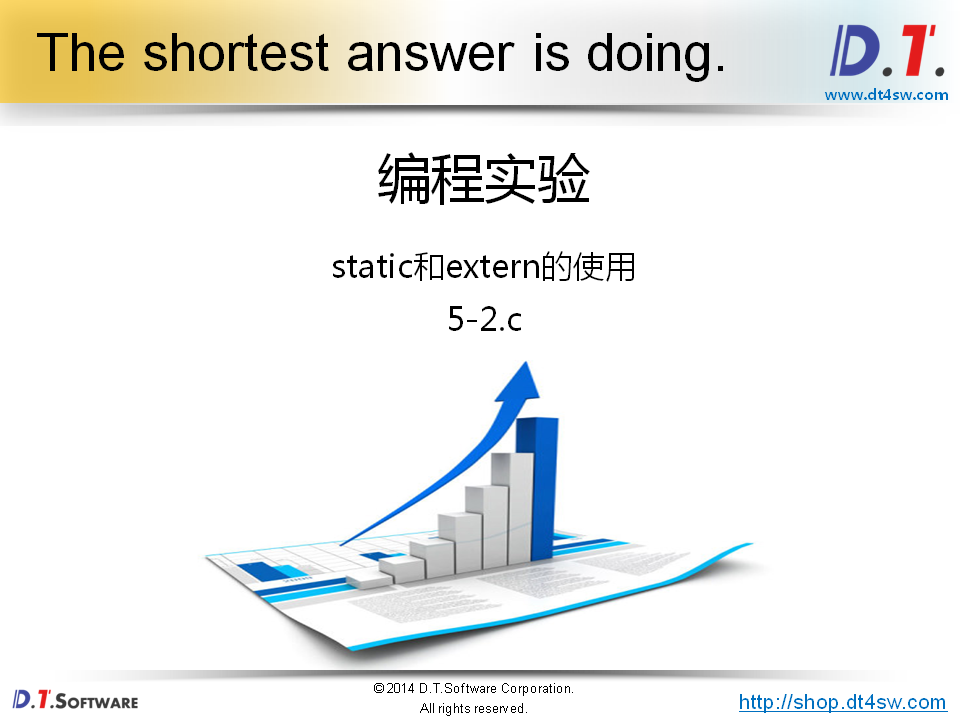 The shortest answer is doing.
D.T.
www.dt4sw.com
编程实验
static和extern的使用
5-2.c
2009
©2014 D.T.Software Corporation.
All rights reserved.
D.T.SOFTWARE
http://shop.dt4sw.com